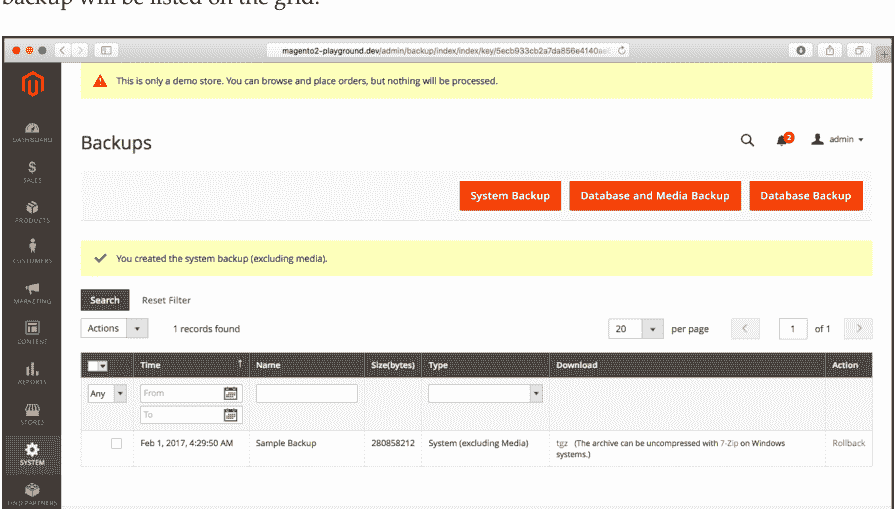 backup will be listed on the grid.
magento2-playground.dev/admin/backup/index/index/key/5ecb933cb2a7da856e4140ae
This is only a demo store. You can browse and place orders, but nothing will be processed.
DASHBOARD
Backups
2
admin
SALES
System Backup
Database and Media Backup
Database Backup
PRODUCTS
CUSTOMERS
You created the system backup (excluding media).
MARKETING
Search
Reset Filter
Actions
1 records found
20
per page
1
of 1
CONTENT
REPORTS
Time
Name
Size(bytes)
Type
Download
Action
Any
From
To
STORES
Feb 1, 2017, 4:29:50 AM
Sample Backup
280858212
System (excluding Media)
tgz (The archive can be uncompressed with 7-Zip on Windows
systems.)
Rollback
SYSTEM
FIND PARTNERS